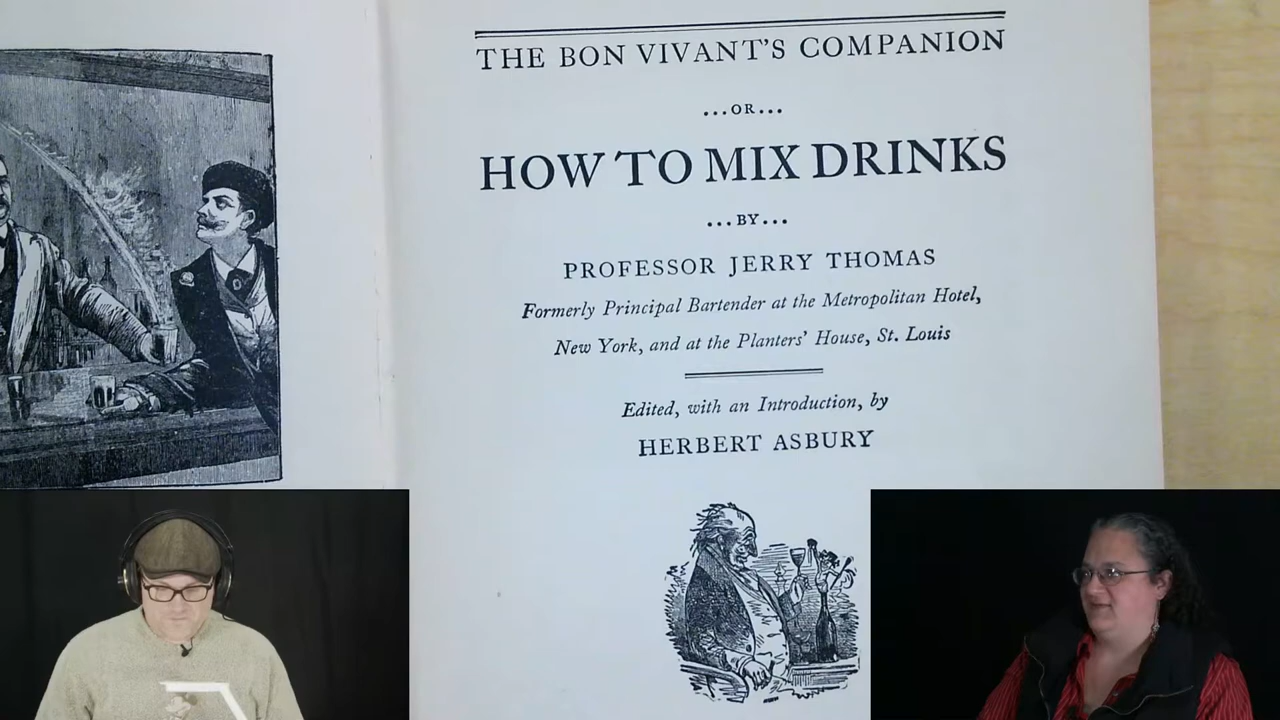 THE BON VIVANT'S COMPANION
...OR...
HOW TO MIX DRINKS
...BY...
PROFESSOR JERRY THOMAS
Formerly Principal Bartender at the Metropolitan Hotel,
New York, and at the Planters' House, St. Louis
Edited, with an Introduction, by
HERBERT ASBURY